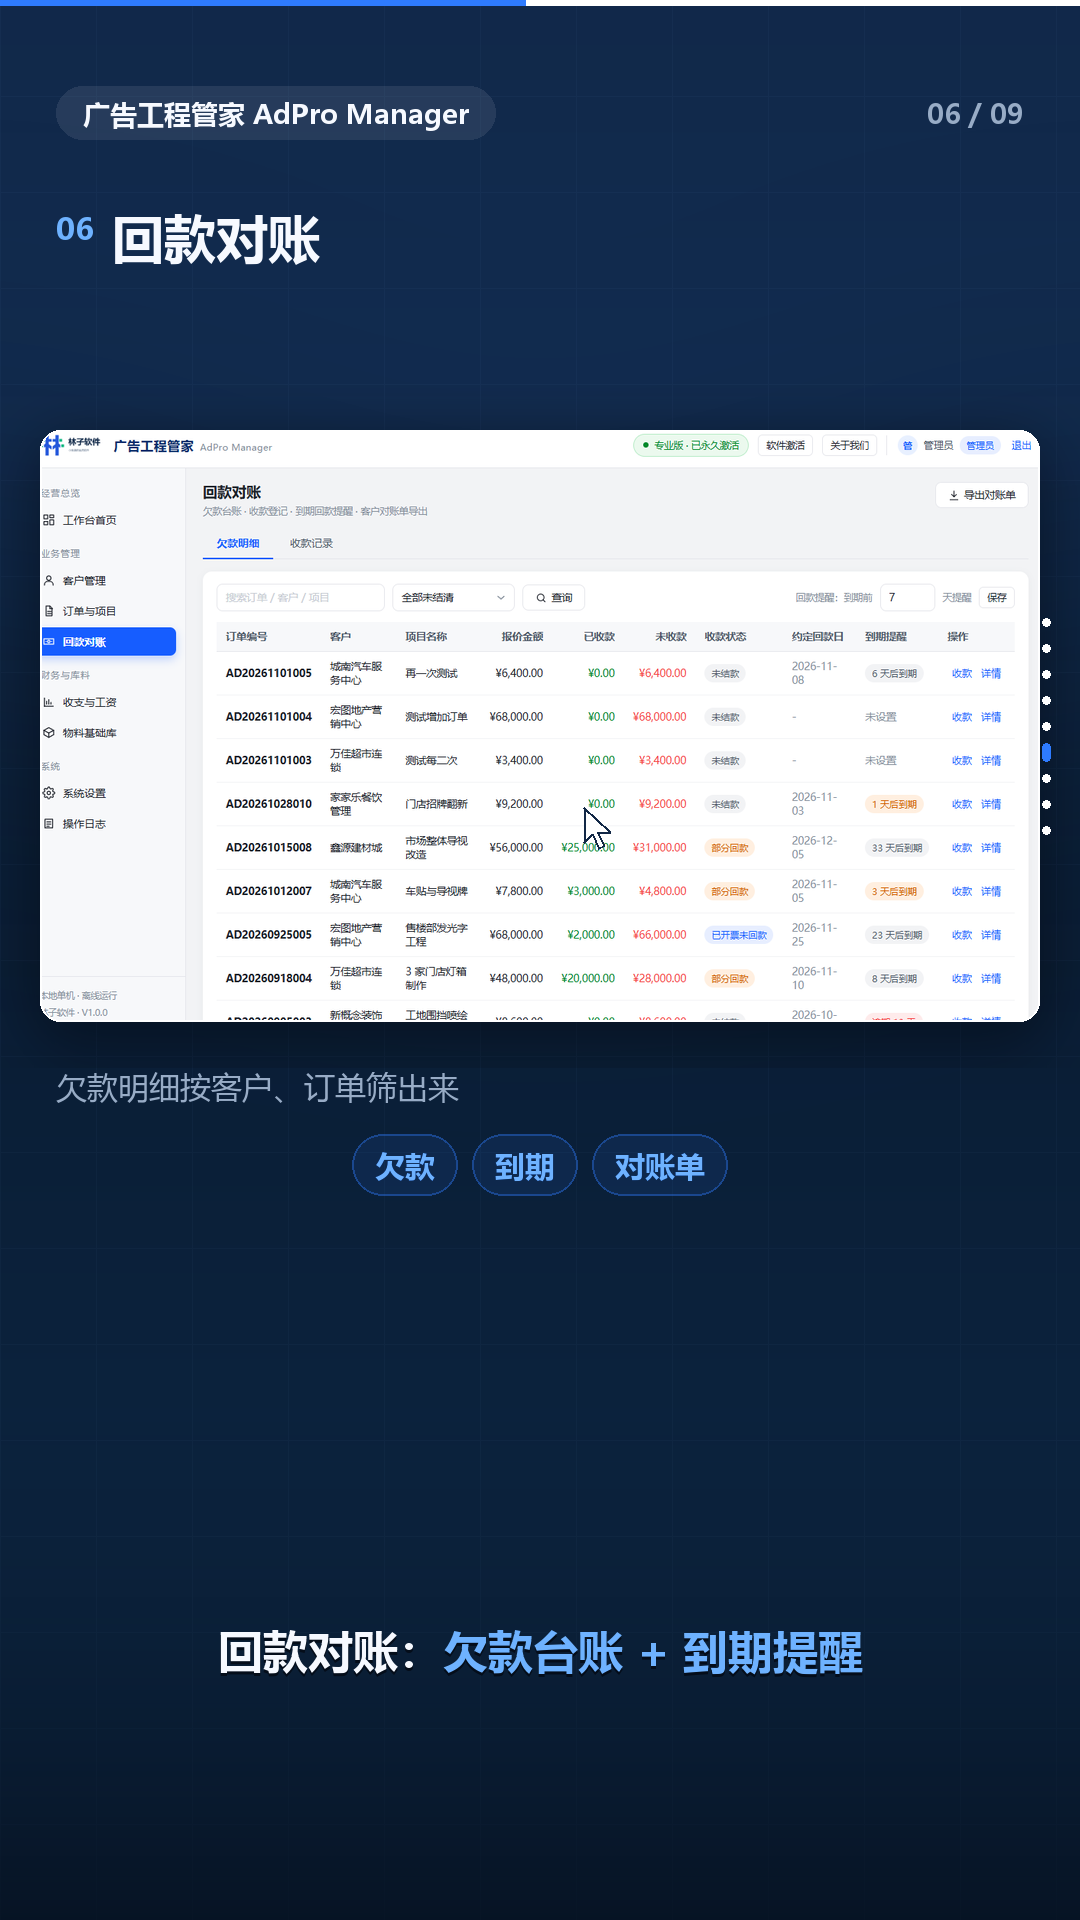 广告工程管家 AdPro Manager
06 / 09
06 回款对账
林子软件
广告工程管家 AdPro Manager
专业版 · 已永久激活
软件激活
关于我们
管 管理员 管理员 退出
经营总览
工作台首页
业务管理
客户管理
订单与项目
回款对账
财务与库料
收支与工资
物料基础库
系统
系统设置
操作日志
本地单机 · 离线运行
林子软件 · V1.0.0
回款对账
欠款台账 · 收款登记 · 到期回款提醒 · 客户对账单导出
导出对账单
欠款明细 收款记录
搜索订单 / 客户 / 项目 全部未结清 查询 回款提醒：到期前 7 天提醒 保存
订单编号 客户 项目名称 报价金额 已收款 未收款 收款状态 约定回款日 到期提醒 操作
AD20261101005 城南汽车服务中心 再一次测试 ¥6,400.00 ¥0.00 ¥6,400.00 未结款 2026-11-08 6 天后到期 收款 详情
AD20261101004 宏图地产营销中心 测试增加订单 ¥68,000.00 ¥0.00 ¥68,000.00 未结款 - 未设置 收款 详情
AD20261101003 万佳超市连锁 测试每二次 ¥3,400.00 ¥0.00 ¥3,400.00 未结款 - 未设置 收款 详情
AD20261028010 家家乐餐饮管理 门店招牌翻新 ¥9,200.00 ¥0.00 ¥9,200.00 未结款 2026-11-03 1 天后到期 收款 详情
AD20261015008 鑫源建材城 市场整体导视改造 ¥56,000.00 ¥25,000.00 ¥31,000.00 部分回款 2026-12-05 33 天后到期 收款 详情
AD20261012007 城南汽车服务中心 车贴与导视牌 ¥7,800.00 ¥3,000.00 ¥4,800.00 部分回款 2026-11-05 3 天后到期 收款 详情
AD20260925005 宏图地产营销中心 售楼部发光字工程 ¥68,000.00 ¥2,000.00 ¥66,000.00 已开票未回款 2026-11-25 23 天后到期 收款 详情
AD20260918004 万佳超市连锁 3 家门店灯箱制作 ¥48,000.00 ¥20,000.00 ¥28,000.00 部分回款 2026-11-10 8 天后到期 收款 详情
新概念装饰 工地围挡喷绘 2026-10-
欠款明细按客户、订单筛出来
欠款 到期 对账单
回款对账：欠款台账 + 到期提醒